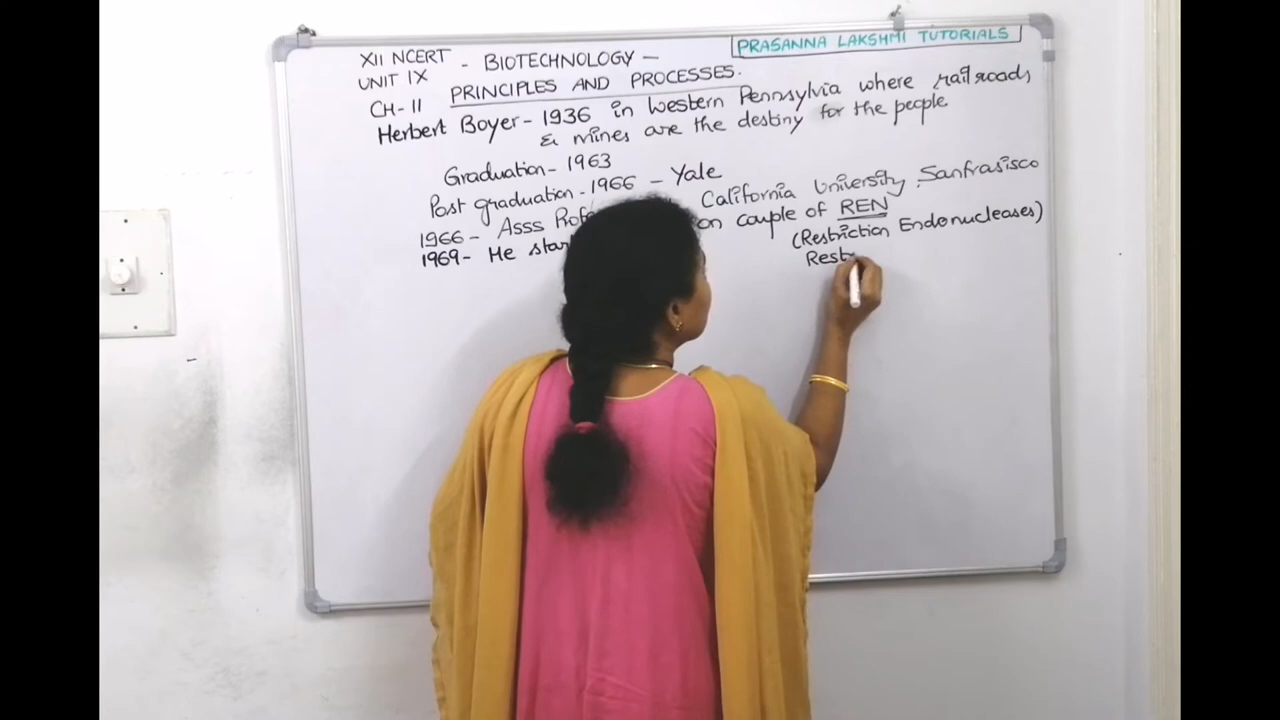 PRASANNA LAKSHMI TUTORIALS
XII NCERT - BIOTECHNOLOGY -
UNIT IX
CH-11 PRINCIPLES AND PROCESSES.
Herbert Boyer - 1936 in Western Pennsylvia where railroads
& mines are the destiny for the people
Graduation - 1963
Post graduation - 1966 - Yale
1966 - Asss Prof California University, Sanfrasisco
1969 - He star on couple of REN
(Restriction Endonucleases)
Rest